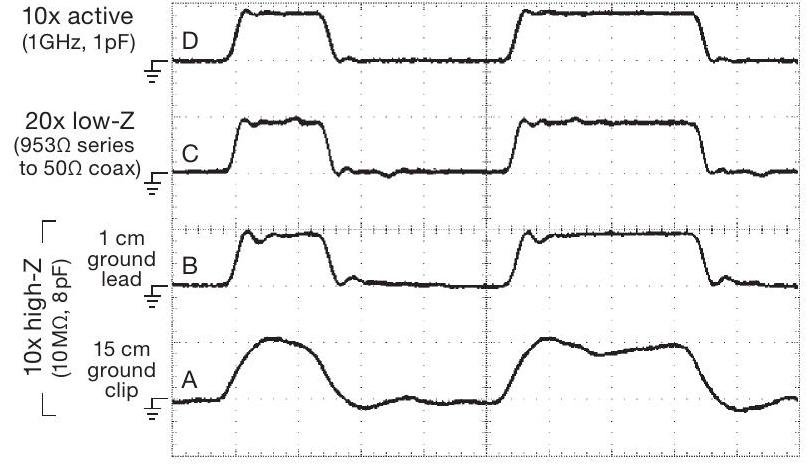 10x active
(1GHz, 1pF)
D
20x low-Z
(953Ω series
to 50Ω coax)
C
10x high-Z
(10MΩ, 8pF)
1 cm
ground
lead
B
15 cm
ground
clip
A